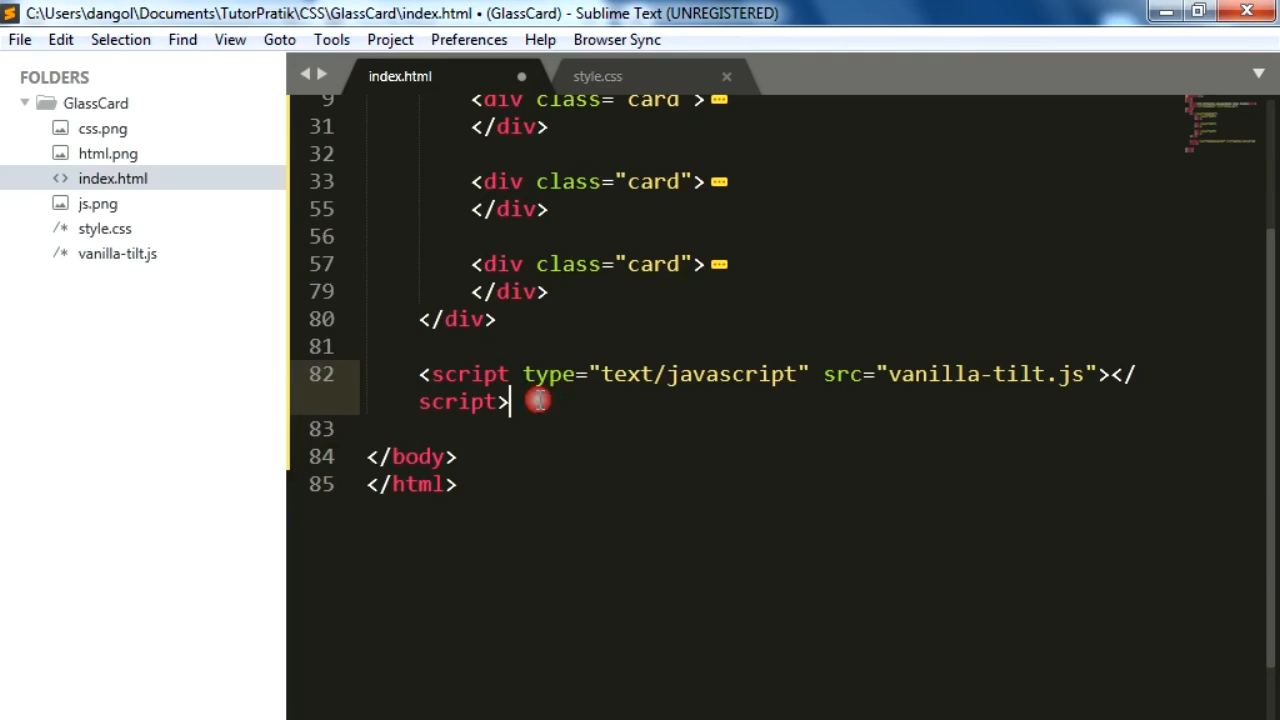 C:\Users\dangol\Documents\TutorPratik\CSS\GlassCard\index.html • (GlassCard) - Sublime Text (UNREGISTERED)
File Edit Selection Find View Goto Tools Project Preferences Help Browser Sync
FOLDERS
GlassCard
css.png
html.png
index.html
js.png
style.css
vanilla-tilt.js
index.html
style.css
9 <div class="card">
31 </div>
32
33 <div class="card">
55 </div>
56
57 <div class="card">
79 </div>
80 </div>
81
82 <script type="text/javascript" src="vanilla-tilt.js"></
script>
83
84 </body>
85 </html>